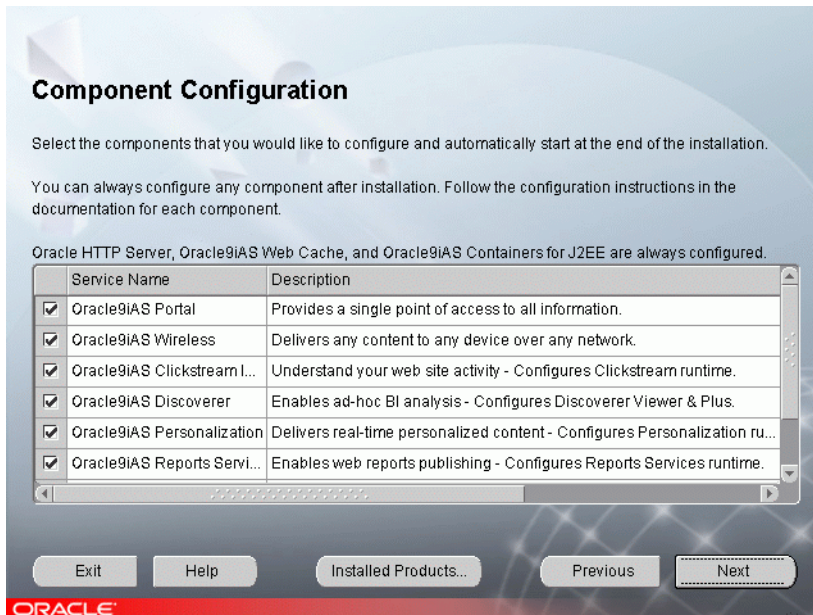 Component Configuration
Select the components that you would like to configure and automatically start at the end of the installation.
You can always configure any component after installation. Follow the configuration instructions in the
documentation for each component.
Oracle HTTP Server, Oracle9iAS Web Cache, and Oracle9iAS Containers for J2EE are always configured.
Service Name Description
Oracle9iAS Portal Provides a single point of access to all information.
Oracle9iAS Wireless Delivers any content to any device over any network.
Oracle9iAS Clickstream I... Understand your web site activity - Configures Clickstream runtime.
Oracle9iAS Discoverer Enables ad-hoc BI analysis - Configures Discoverer Viewer & Plus.
Oracle9iAS Personalization Delivers real-time personalized content - Configures Personalization ru...
Oracle9iAS Reports Servi... Enables web reports publishing - Configures Reports Services runtime.
Exit Help Installed Products... Previous Next
ORACLE